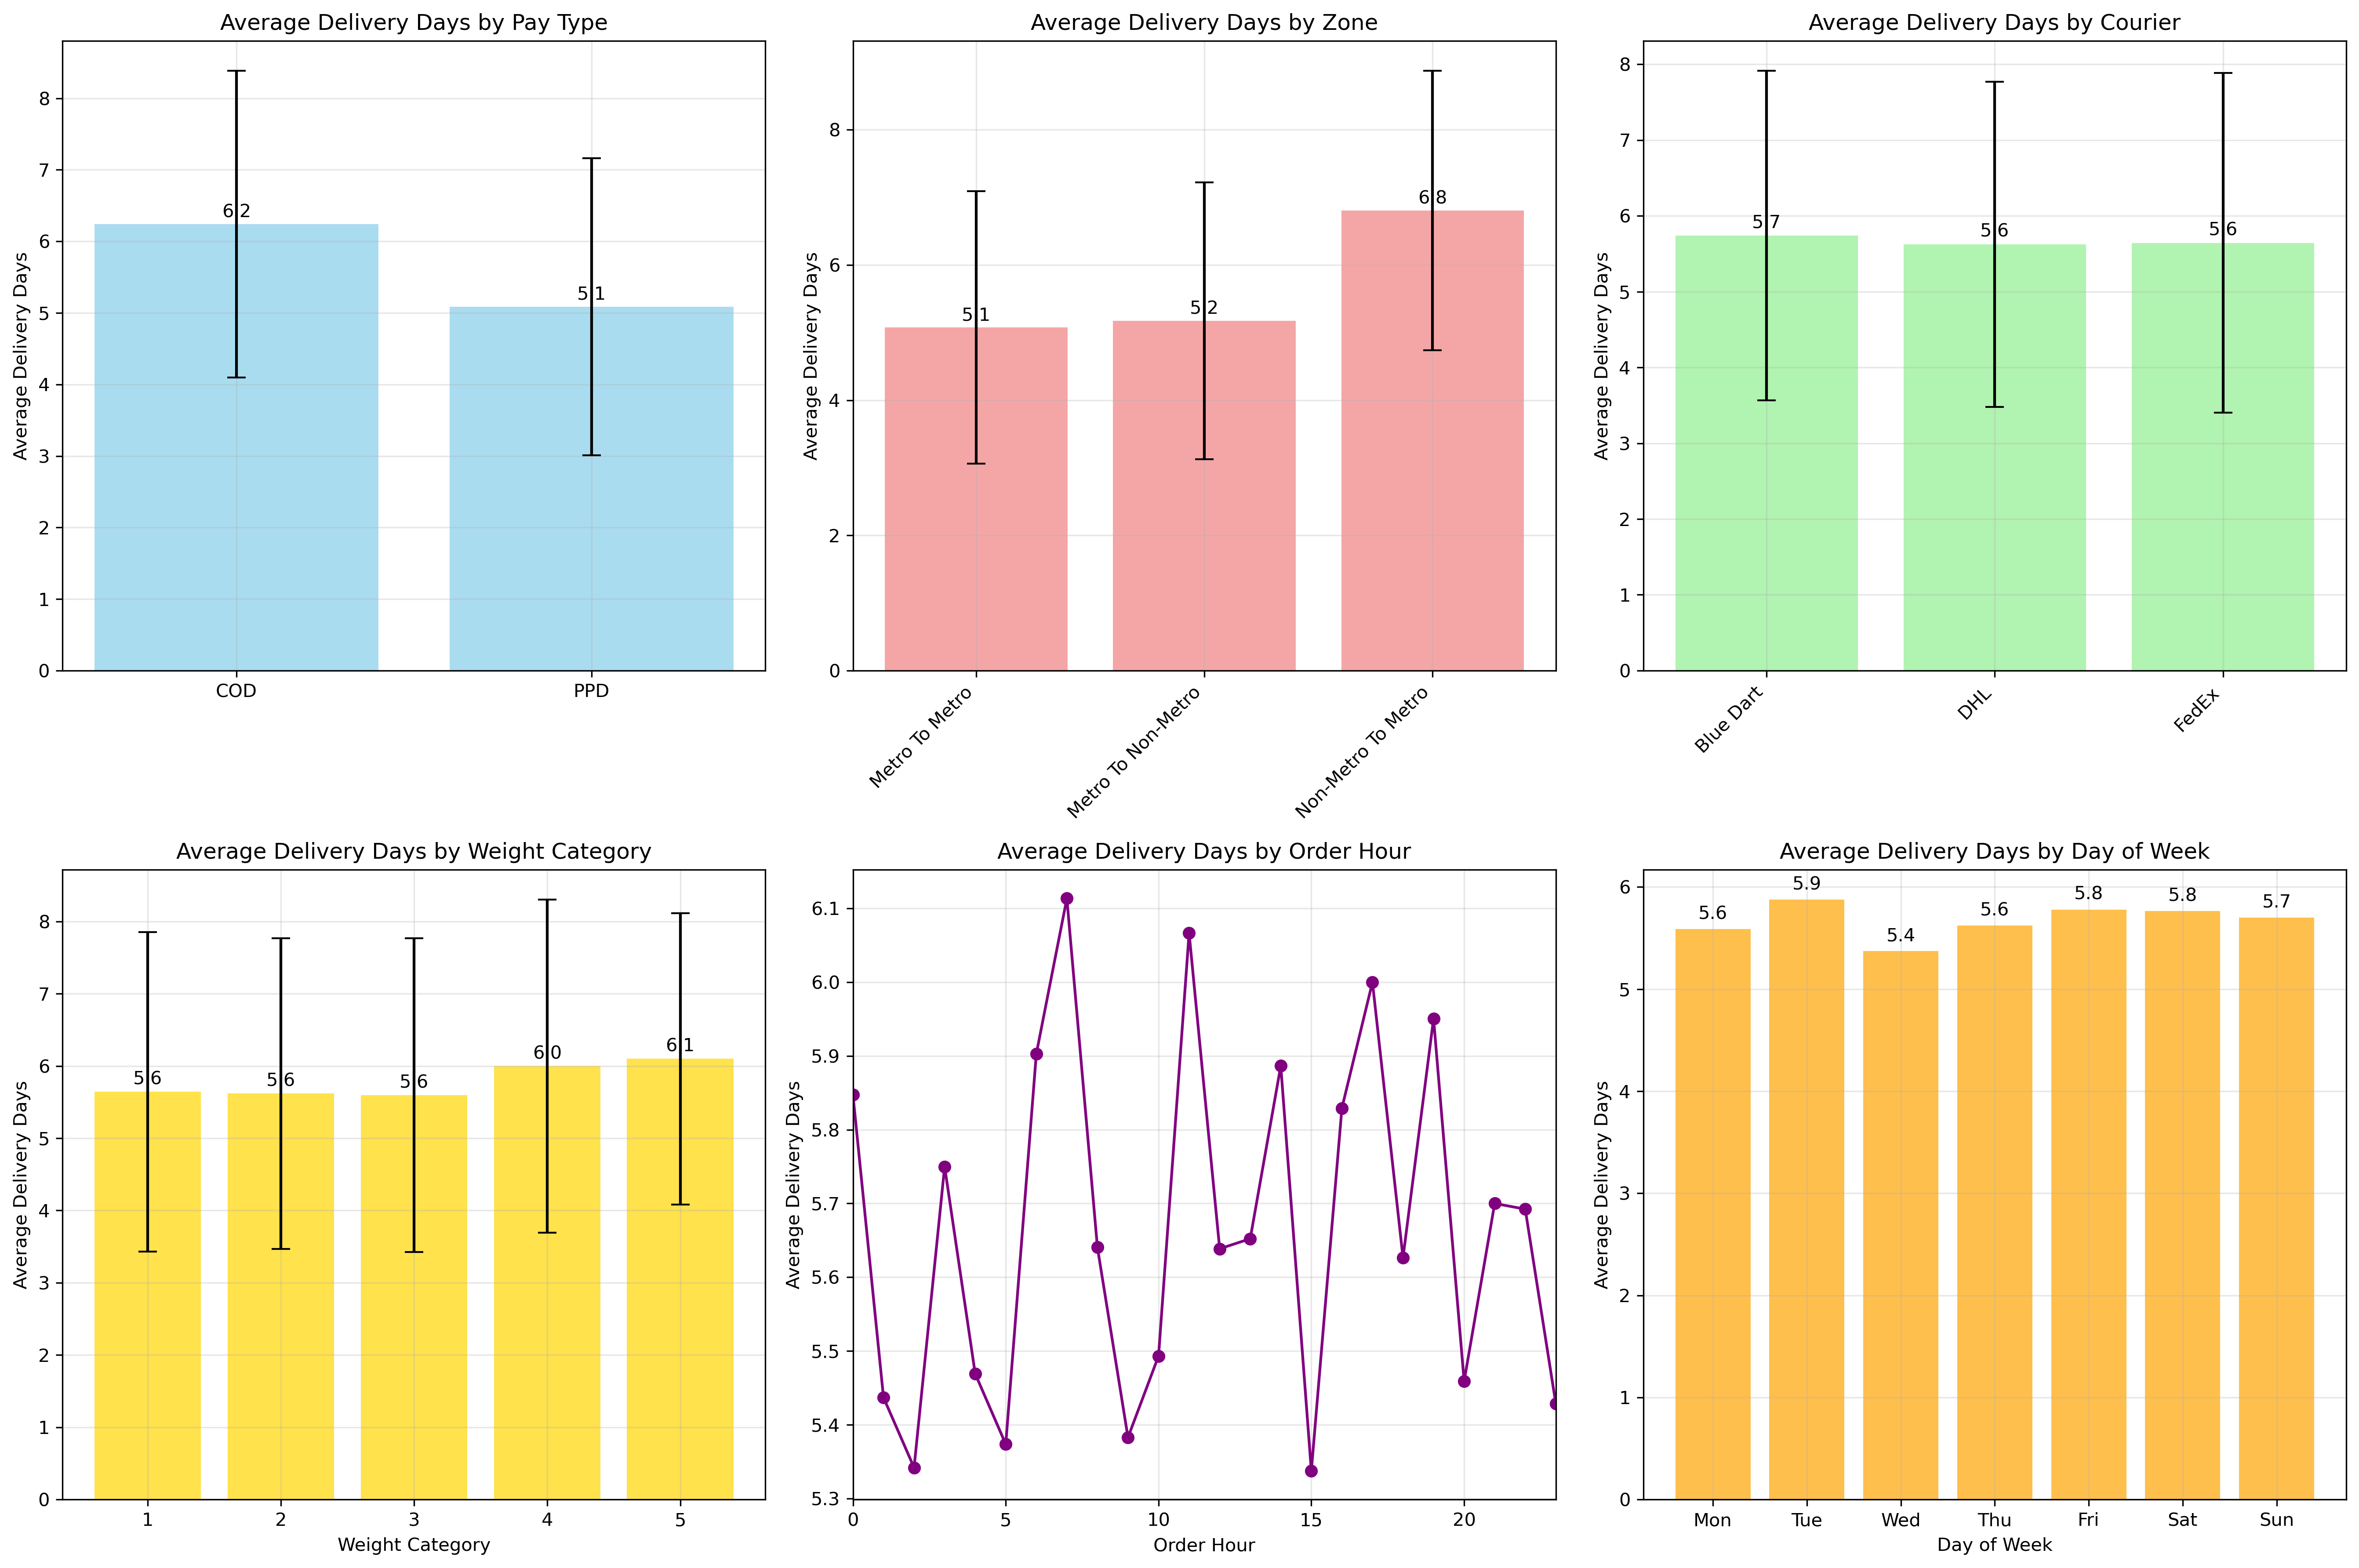 Average Delivery Days by Pay Type
Average Delivery Days
8
7
6
5
4
3
2
1
0
6.2
5.1
COD
PPD
Average Delivery Days by Zone
Average Delivery Days
8
6
4
2
0
5.1
5.2
6.8
Metro To Metro
Metro To Non-Metro
Non-Metro To Metro
Average Delivery Days by Courier
Average Delivery Days
8
7
6
5
4
3
2
1
0
5.7
5.6
5.6
Blue Dart
DHL
FedEx
Average Delivery Days by Weight Category
Average Delivery Days
8
7
6
5
4
3
2
1
0
5.6
5.6
5.6
6.0
6.1
1
2
3
4
5
Weight Category
Average Delivery Days by Order Hour
Average Delivery Days
6.1
6.0
5.9
5.8
5.7
5.6
5.5
5.4
5.3
0
5
10
15
20
Order Hour
Average Delivery Days by Day of Week
Average Delivery Days
6
5
4
3
2
1
0
5.6
5.9
5.4
5.6
5.8
5.8
5.7
Mon
Tue
Wed
Thu
Fri
Sat
Sun
Day of Week